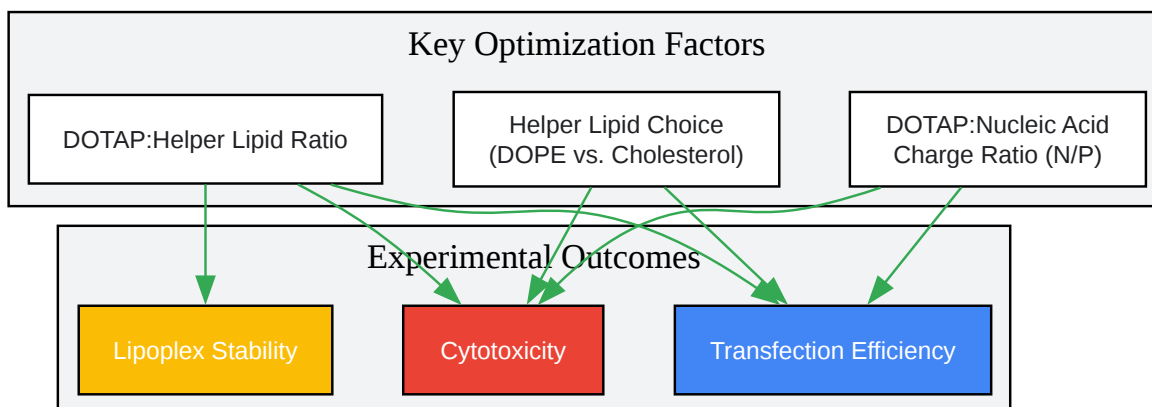 Key Optimization Factors
DOTAP:Helper Lipid Ratio
Helper Lipid Choice
(DOPE vs. Cholesterol)
DOTAP:Nucleic Acid
Charge Ratio (N/P)
Experimental Outcomes
Lipoplex Stability
Cytotoxicity
Transfection Efficiency